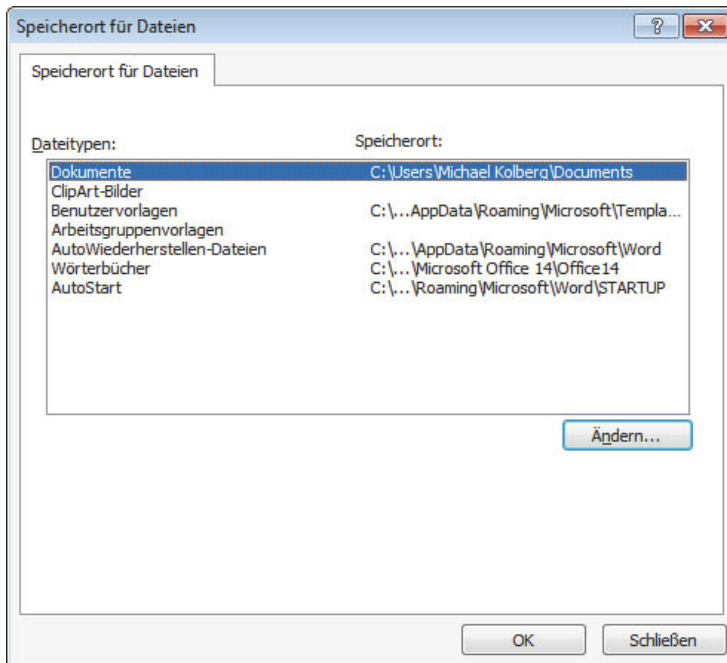 Speicherort für Dateien
Speicherort für Dateien
Dateitypen: Speicherort:
Dokumente C:\Users\Michael Kolberg\Documents
ClipArt-Bilder
Benutzervorlagen C:\...AppData\Roaming\Microsoft\Templa...
Arbeitsgruppenvorlagen
AutoWiederherstellen-Dateien C:\...\AppData\Roaming\Microsoft\Word
Wörterbücher C:\...\Microsoft Office 14\Office14
AutoStart C:\...\Roaming\Microsoft\Word\STARTUP
Ändern...
OK Schließen